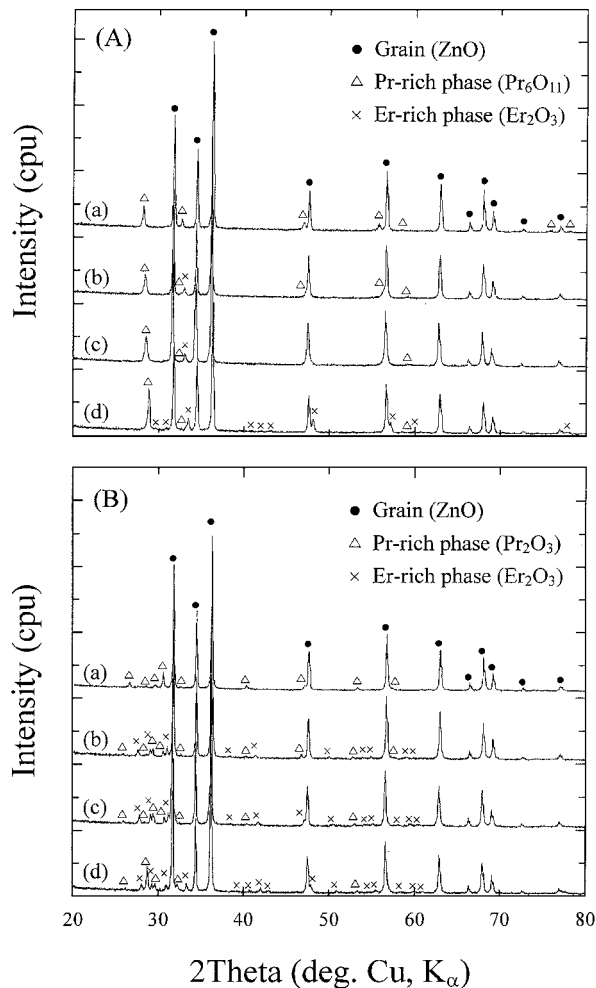 (A)
● Grain (ZnO)
△ Pr-rich phase (Pr₆O₁₁)
× Er-rich phase (Er₂O₃)
(a)
(b)
(c)
(d)
Intensity (cpu)
(B)
● Grain (ZnO)
△ Pr-rich phase (Pr₂O₃)
× Er-rich phase (Er₂O₃)
(a)
(b)
(c)
(d)
Intensity (cpu)
20 30 40 50 60 70 80
2Theta (deg. Cu, Kα)